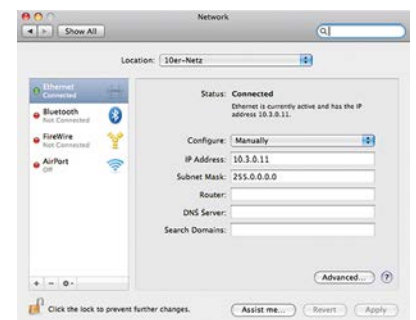 Network
Show All
Location: 10er-Netz
Ethernet
Connected
Bluetooth
Not Connected
FireWire
Not Connected
AirPort
Off
Status: Connected
Ethernet is currently active and has the IP
address 10.3.0.11.
Configure: Manually
IP Address: 10.3.0.11
Subnet Mask: 255.0.0.0
Router:
DNS Server:
Search Domains:
Advanced... ?
Click the lock to prevent further changes.
Assist me... Revert Apply